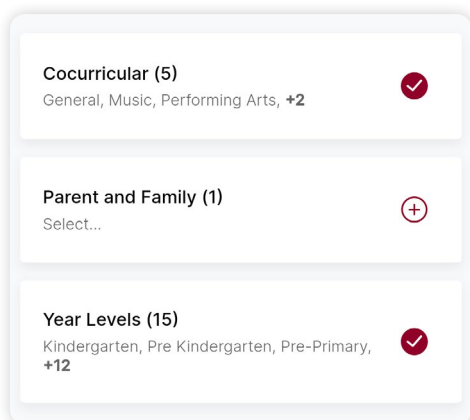 Cocurricular (5)
General, Music, Performing Arts, +2
Parent and Family (1)
Select...
Year Levels (15)
Kindergarten, Pre Kindergarten, Pre-Primary,
+12